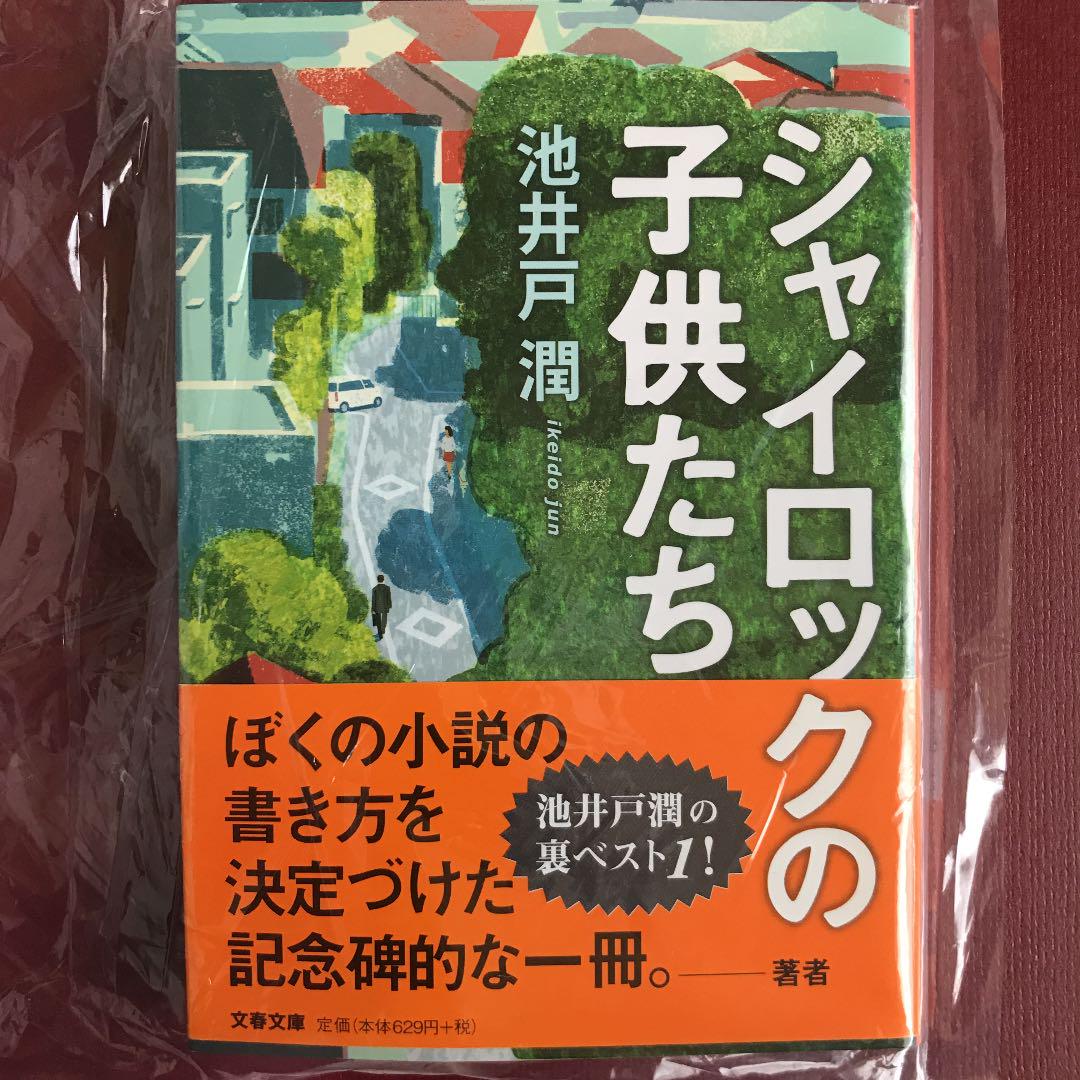 シャイロックの
子供たち
池井戸 潤
ikeido jun
ぼくの小説の
書き方を
決定づけた
記念碑的な一冊。――著者
池井戸潤の
裏ベスト1!
文春文庫 定価(本体629円+税)